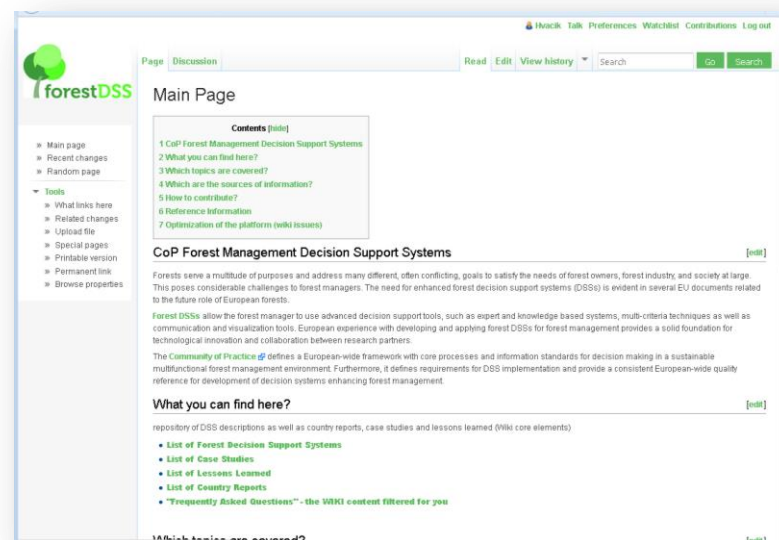 Hvacik Talk Preferences Watchlist Contributions Log out
forestDSS
Page Discussion
Read Edit View history Search Go Search
Main Page
Contents [hide]
1 CoP Forest Management Decision Support Systems
2 What you can find here?
3 Which topics are covered?
4 Which are the sources of information?
5 How to contribute?
6 Reference Information
7 Optimization of the platform (wiki issues)
» Main page
» Recent changes
» Random page
Tools
» What links here
» Related changes
» Upload file
» Special pages
» Printable version
» Permanent link
» Browse properties
CoP Forest Management Decision Support Systems [edit]
Forests serve a multitude of purposes and address many different, often conflicting, goals to satisfy the needs of forest owners, forest industry, and society at large.
This poses considerable challenges to forest managers. The need for enhanced forest decision support systems (DSSs) is evident in several EU documents related
to the future role of European forests.
Forest DSSs allow the forest manager to use advanced decision support tools, such as expert and knowledge based systems, multi-criteria techniques as well as
communication and visualization tools. European experience with developing and applying forest DSSs for forest management provides a solid foundation for
technological innovation and collaboration between research partners.
The Community of Practice defines a European-wide framework with core processes and information standards for decision making in a sustainable
multifunctional forest management environment. Furthermore, it defines requirements for DSS implementation and provide a consistent European-wide quality
reference for development of decision systems enhancing forest management.
What you can find here? [edit]
repository of DSS descriptions as well as country reports, case studies and lessons learned (Wiki core elements)
• List of Forest Decision Support Systems
• List of Case Studies
• List of Lessons Learned
• List of Country Reports
• "Frequently Asked Questions" - the WIKI content filtered for you
Which topics are covered? [edit]